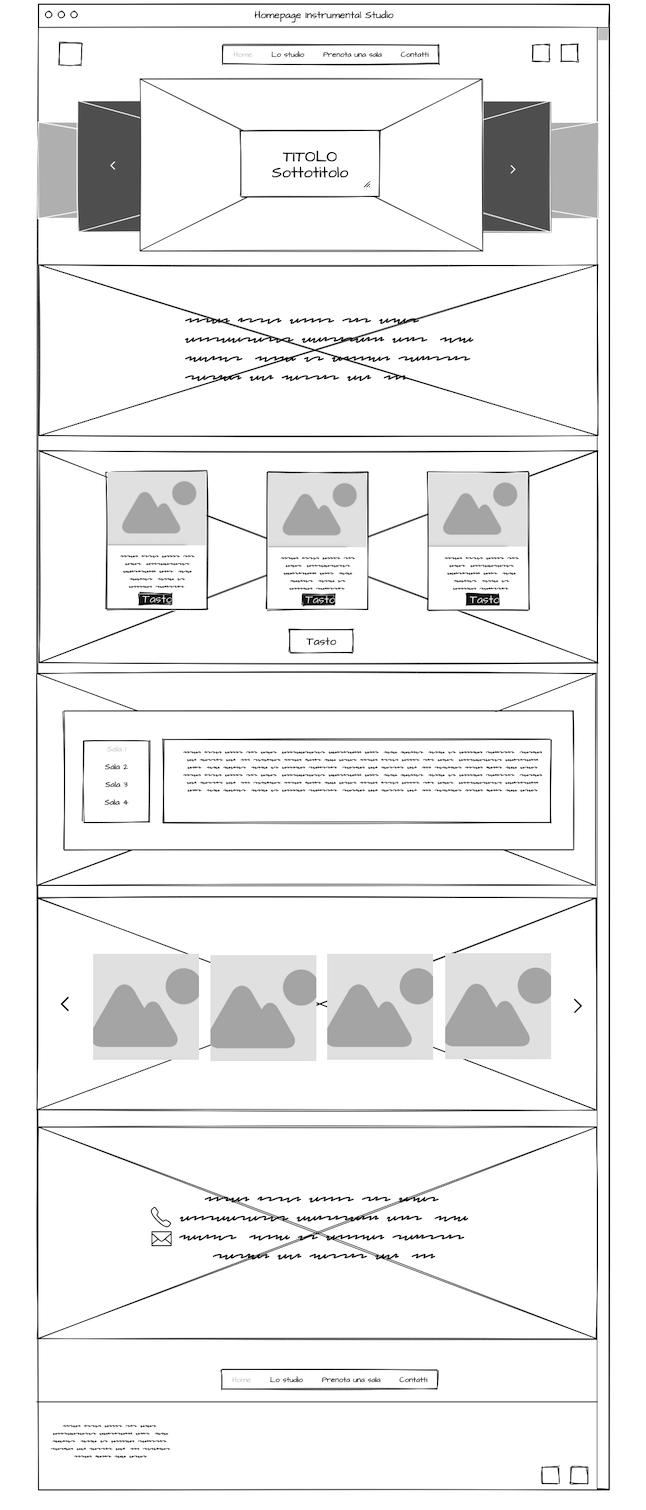 Homepage Instrumental Studio
Home Lo studio Prenota una sala Contatti
TITOLO
Sottotitolo
Tasto Tasto Tasto
Tasto
Sala 1
Sala 2
Sala 3
Sala 4
Home Lo studio Prenota una sala Contatti